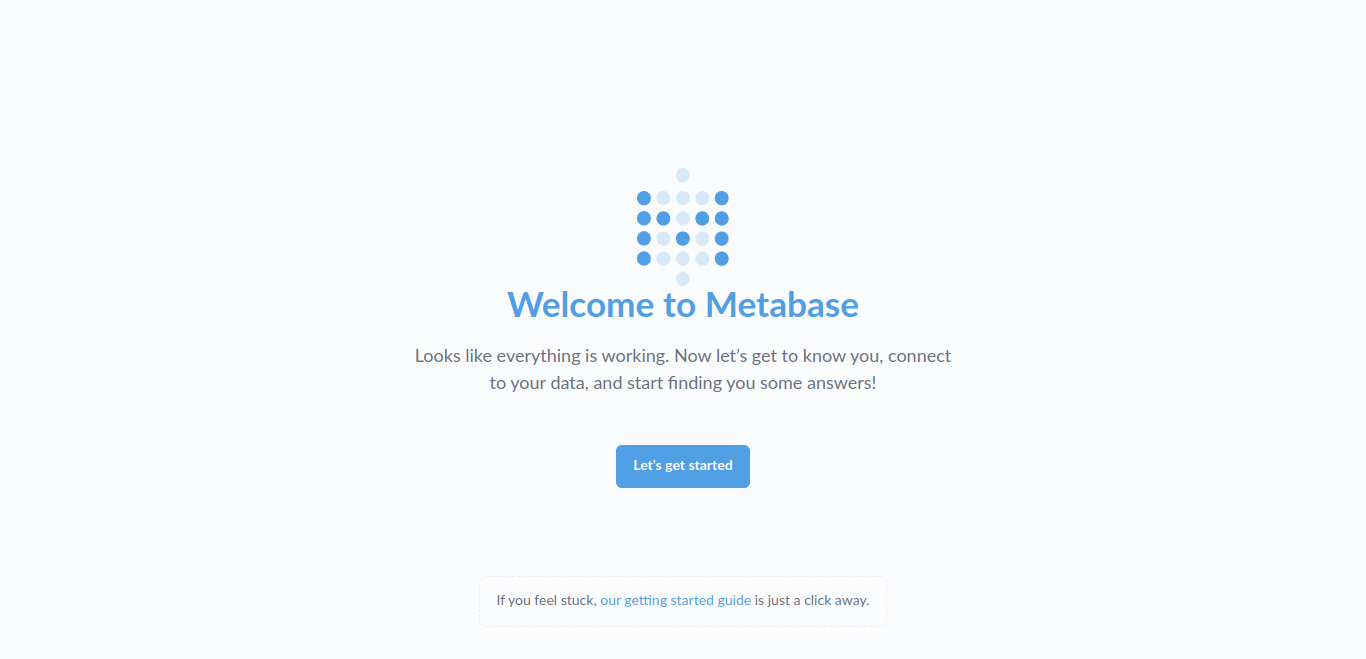 Welcome to Metabase
Looks like everything is working. Now let’s get to know you, connect
to your data, and start finding you some answers!
Let's get started
If you feel stuck, our getting started guide is just a click away.